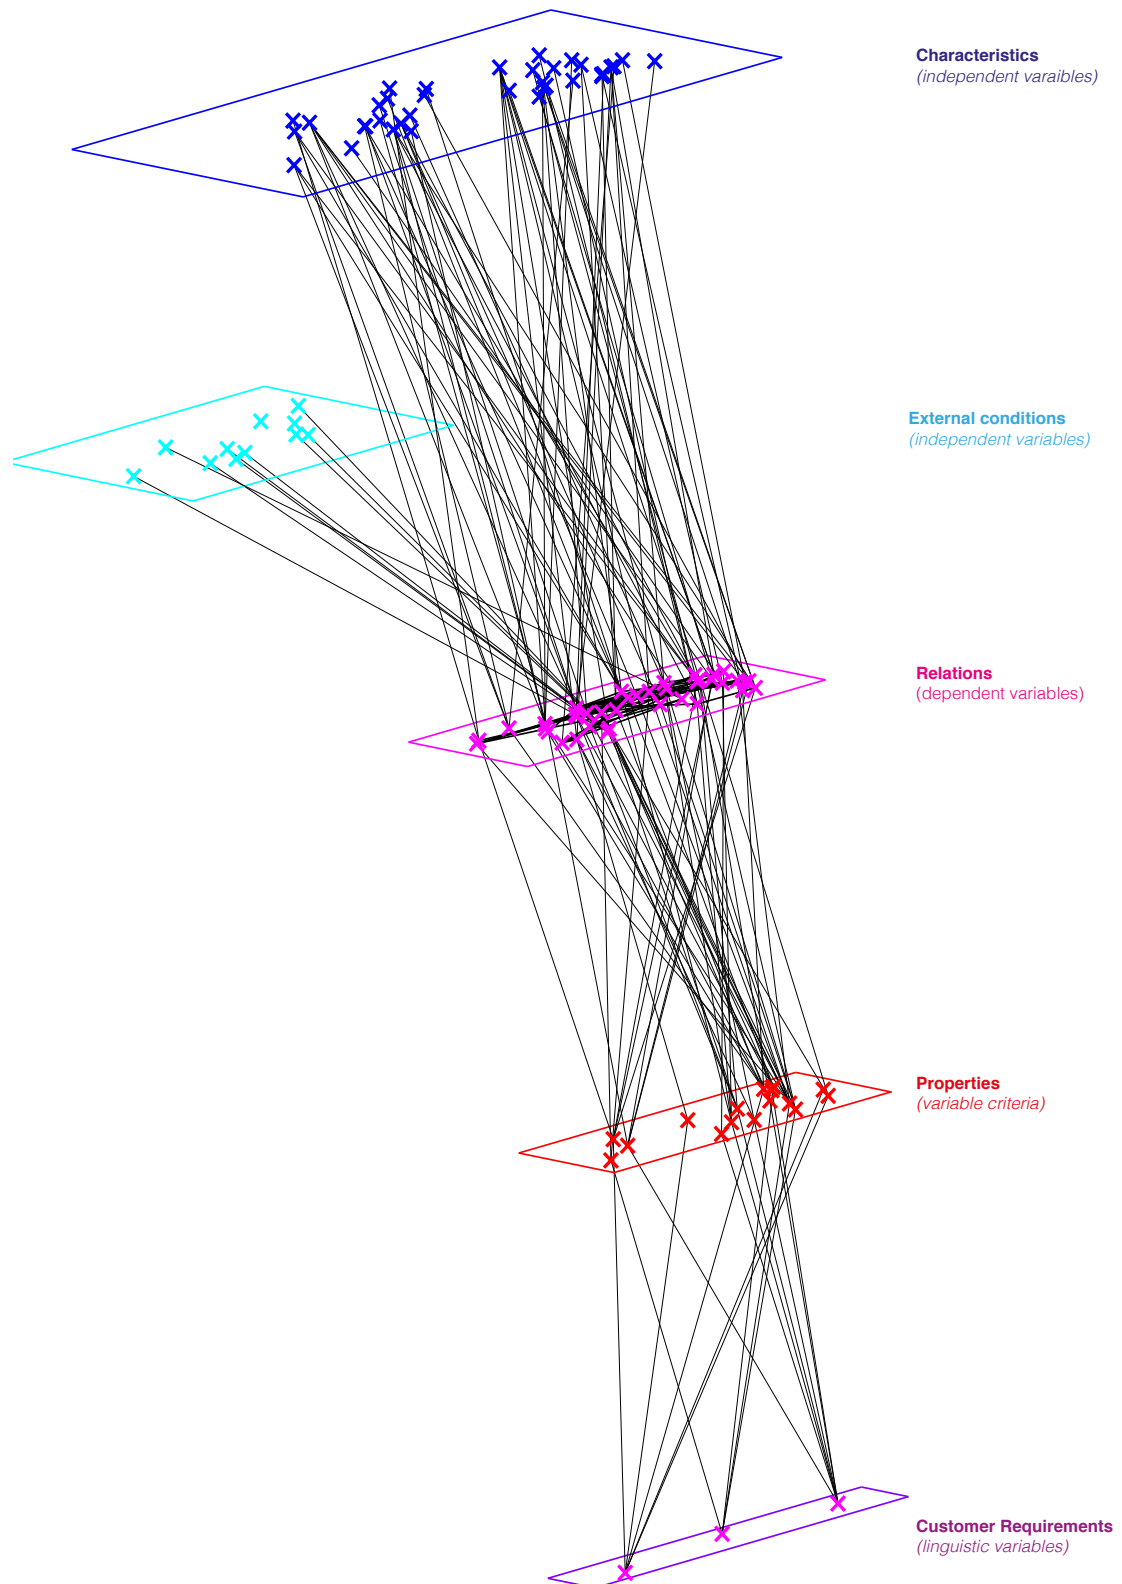 Characteristics
(independent varaibles)
External conditions
(independent variables)
Relations
(dependent variables)
Properties
(variable criteria)
Customer Requirements
(linguistic variables)